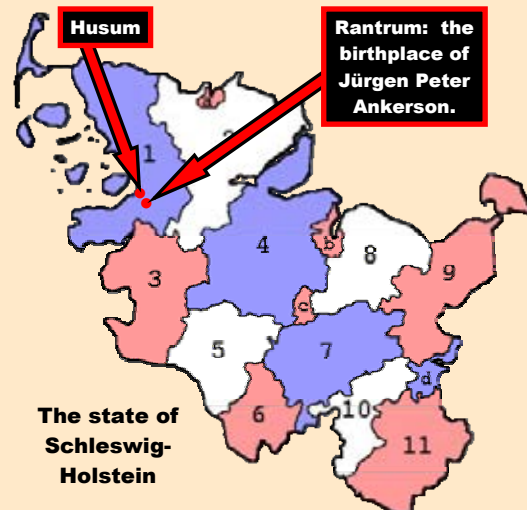 Husum
Rantrum: the
birthplace of
Jürgen Peter
Ankerson.
a
2
1
b
4
8
9
3
c
5
7
d
10
6
11
The state of
Schleswig-
Holstein